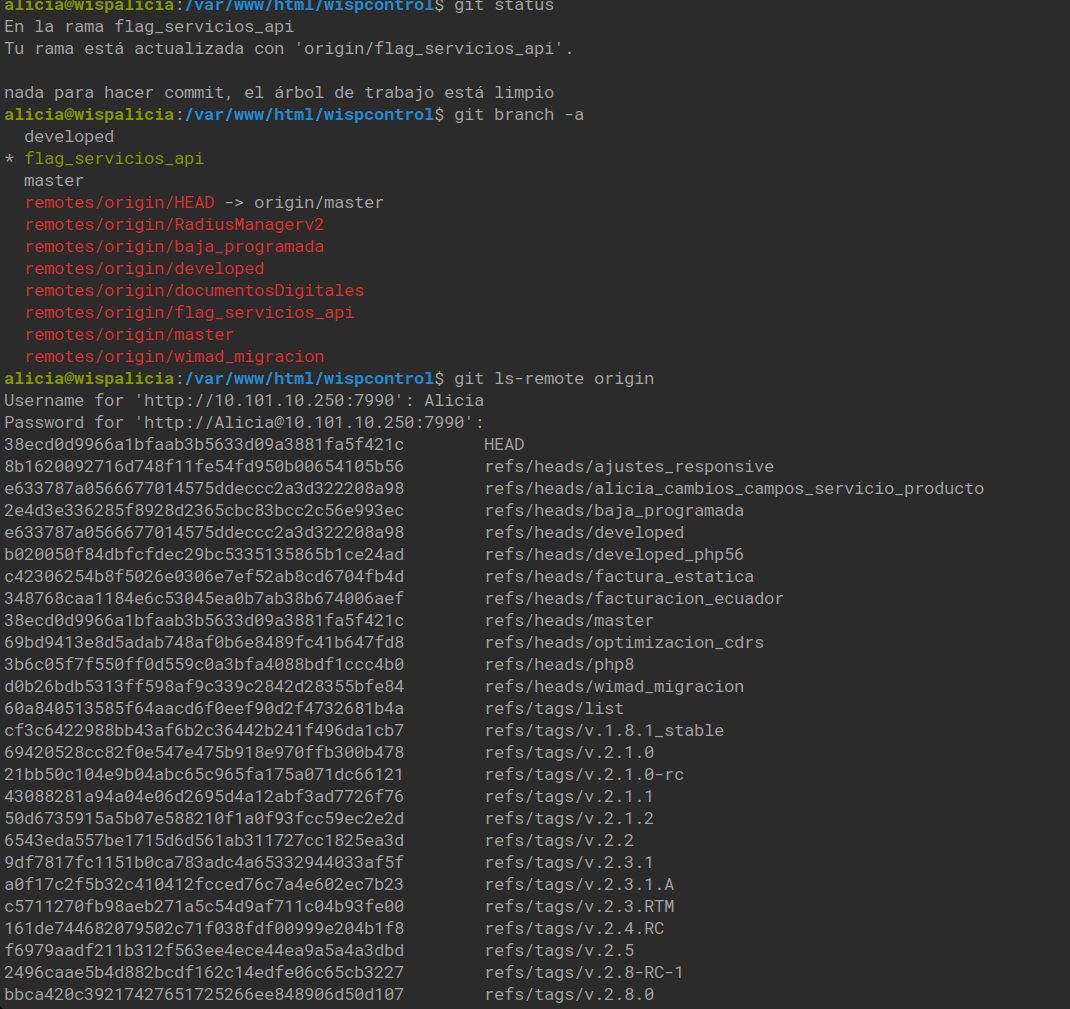 alicia@wispalicia:/var/www/html/wispcontrol$ git status
En la rama flag_servicios_api
Tu rama está actualizada con 'origin/flag_servicios_api'.
nada para hacer commit, el árbol de trabajo está limpio
alicia@wispalicia:/var/www/html/wispcontrol$ git branch -a
developed
* flag_servicios_api
master
remotes/origin/HEAD -> origin/master
remotes/origin/RadiusManagerv2
remotes/origin/baja_programada
remotes/origin/developed
remotes/origin/documentosDigitales
remotes/origin/flag_servicios_api
remotes/origin/master
remotes/origin/wimad_migracion
alicia@wispalicia:/var/www/html/wispcontrol$ git ls-remote origin
Username for 'http://10.101.10.250:7990': Alicia
Password for 'http://Alicia@10.101.10.250:7990':
38ecd0d9966a1bfaab3b5633d09a3881fa5f421c HEAD
8b1620092716d748f11fe54fd950b00654105b56 refs/heads/ajustes_responsive
e633787a0566677014575ddeccc2a3d322208a98 refs/heads/alicia_cambios_campos_servicio_producto
2e4d3e336285f8928d2365cbc83bcc2c56e993ec refs/heads/baja_programada
e633787a0566677014575ddeccc2a3d322208a98 refs/heads/developed
b020050f84dbfcfdec29bc5335135865b1ce24ad refs/heads/developed_php56
c42306254b8f5026e0306e7ef52ab8cd6704fb4d refs/heads/factura_estatica
348768caa1184e6c53045ea0b7ab38b674006aef refs/heads/facturacion_ecuador
38ecd0d9966a1bfaab3b5633d09a3881fa5f421c refs/heads/master
69bd9413e8d5adab748af0b6e8489fc41b647fd8 refs/heads/optimizacion_cdrs
3b6c05f7f550ff0d559c0a3bfa4088bdf1ccc4b0 refs/heads/php8
d0b26bdb5313ff598af9c339c2842d28355bfe84 refs/heads/wimad_migracion
60a840513585f64aacd6f0eef90d2f4732681b4a refs/tags/list
cf3c6422988bb43af6b2c36442b241f496da1cb7 refs/tags/v.1.8.1_stable
69420528cc82f0e547e475b918e970ffb300b478 refs/tags/v.2.1.0
21bb50c104e9b04abc65c965fa175a071dc66121 refs/tags/v.2.1.0-rc
43088281a94a04e06d2695d4a12abf3ad7726f76 refs/tags/v.2.1.1
50d6735915a5b07e588210f1a0f93fcc59ec2e2d refs/tags/v.2.1.2
6543eda557be1715d6d561ab311727cc1825ea3d refs/tags/v.2.2
9df7817fc1151b0ca783adc4a65332944033af5f refs/tags/v.2.3.1
a0f17c2f5b32c410412fcced76c7a4e602ec7b23 refs/tags/v.2.3.1.A
c5711270fb98aeb271a5c54d9af711c04b93fe00 refs/tags/v.2.3.RTM
161de744682079502c71f038fdf00999e204b1f8 refs/tags/v.2.4.RC
f6979aadf211b312f563ee4ece44ea9a5a4a3dbd refs/tags/v.2.5
2496caae5b4d882bcdf162c14edfe06c65cb3227 refs/tags/v.2.8-RC-1
bbca420c39217427651725266ee848906d50d107 refs/tags/v.2.8.0